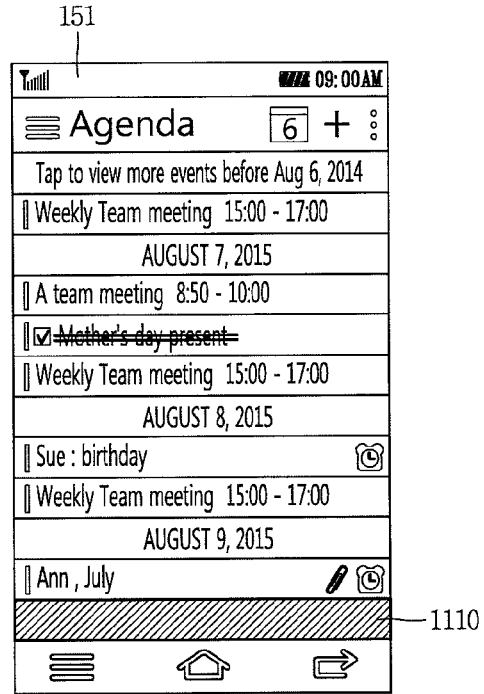 151
09:00AM
Agenda 6
Tap to view more events before Aug 6, 2014
Weekly Team meeting 15:00 - 17:00
AUGUST 7, 2015
A team meeting 8:50 - 10:00
Mother's day present
Weekly Team meeting 15:00 - 17:00
AUGUST 8, 2015
Sue : birthday
Weekly Team meeting 15:00 - 17:00
AUGUST 9, 2015
Ann , July
1110